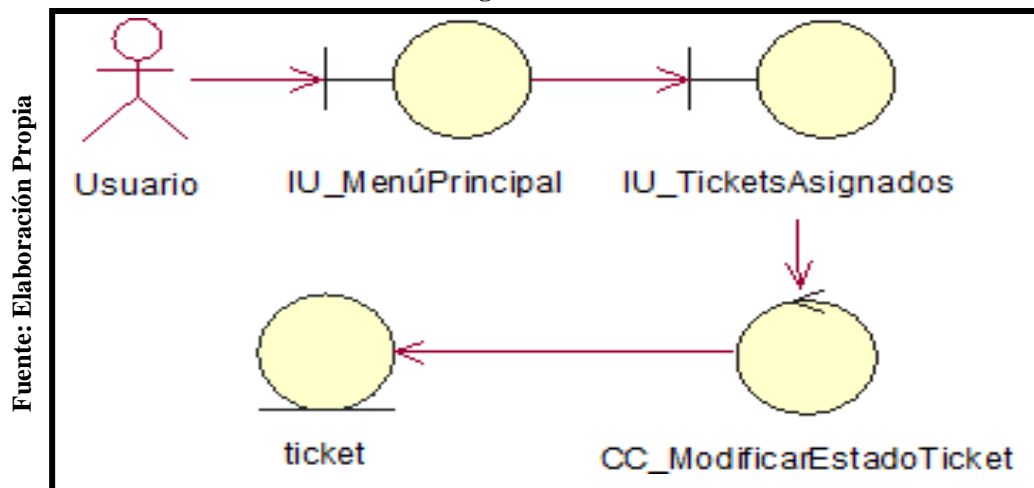 Fuente: Elaboración Propia
Usuario
IU_MenúPrincipal
IU_TicketsAsignados
ticket
CC_ModificarEstadoTicket